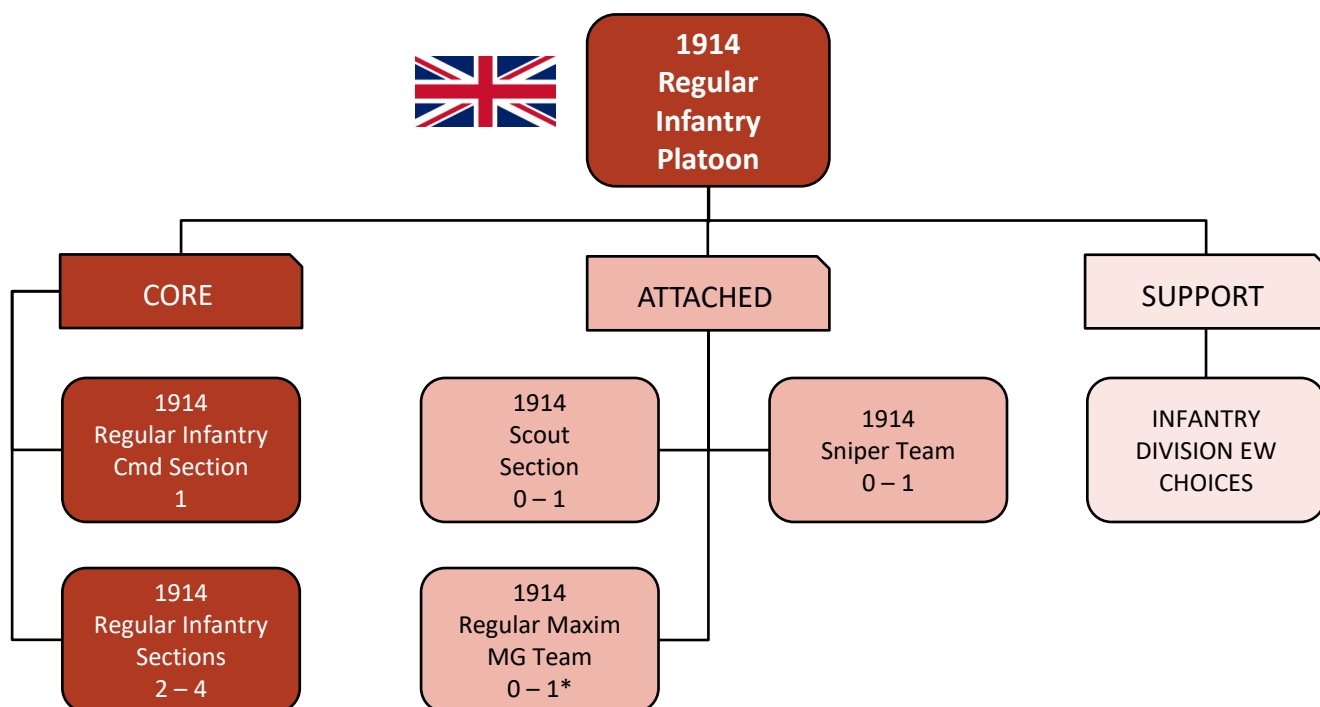 1914
Regular
Infantry
Platoon
CORE
ATTACHED
SUPPORT
1914
Regular Infantry
Cmd Section
1
1914
Scout
Section
0 – 1
1914
Sniper Team
0 – 1
INFANTRY
DIVISION EW
CHOICES
1914
Regular Infantry
Sections
2 – 4
1914
Regular Maxim
MG Team
0 – 1*